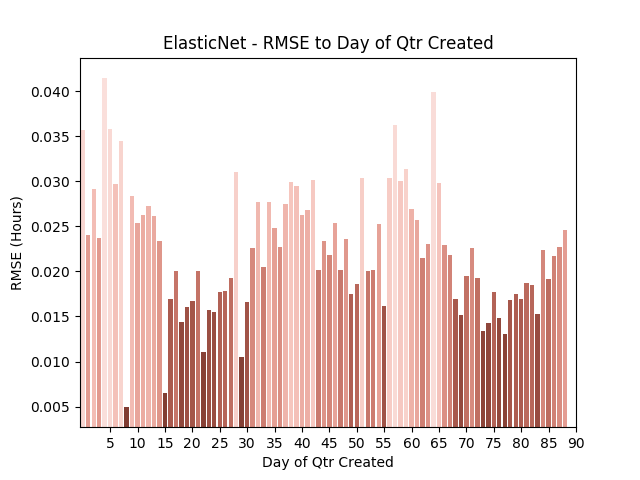 ElasticNet - RMSE to Day of Qtr Created
RMSE (Hours)
0.040
0.035
0.030
0.025
0.020
0.015
0.010
0.005
5 10 15 20 25 30 35 40 45 50 55 60 65 70 75 80 85 90
Day of Qtr Created